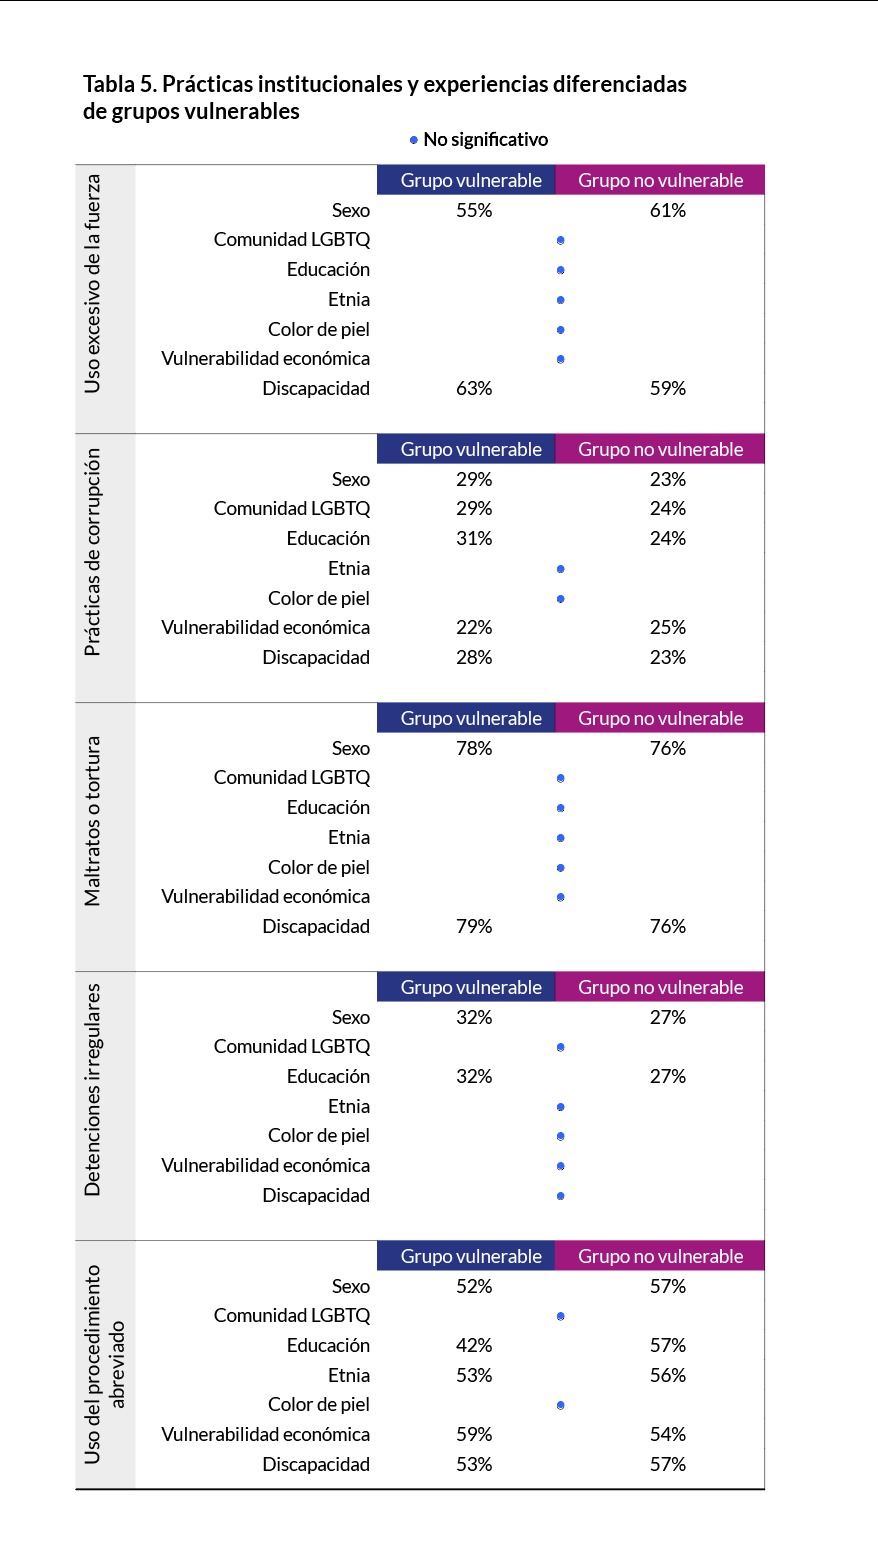 Tabla 5. Prácticas institucionales y experiencias diferenciadas
de grupos vulnerables
• No significativo
Uso excesivo de la fuerza
Grupo vulnerable Grupo no vulnerable
Sexo 55% 61%
Comunidad LGBTQ •
Educación •
Etnia •
Color de piel •
Vulnerabilidad económica •
Discapacidad 63% 59%
Prácticas de corrupción
Grupo vulnerable Grupo no vulnerable
Sexo 29% 23%
Comunidad LGBTQ 29% 24%
Educación 31% 24%
Etnia •
Color de piel •
Vulnerabilidad económica 22% 25%
Discapacidad 28% 23%
Maltratos o tortura
Grupo vulnerable Grupo no vulnerable
Sexo 78% 76%
Comunidad LGBTQ •
Educación •
Etnia •
Color de piel •
Vulnerabilidad económica •
Discapacidad 79% 76%
Detenciones irregulares
Grupo vulnerable Grupo no vulnerable
Sexo 32% 27%
Comunidad LGBTQ •
Educación 32% 27%
Etnia •
Color de piel •
Vulnerabilidad económica •
Discapacidad •
Uso del procedimiento
abreviado
Grupo vulnerable Grupo no vulnerable
Sexo 52% 57%
Comunidad LGBTQ •
Educación 42% 57%
Etnia 53% 56%
Color de piel •
Vulnerabilidad económica 59% 54%
Discapacidad 53% 57%